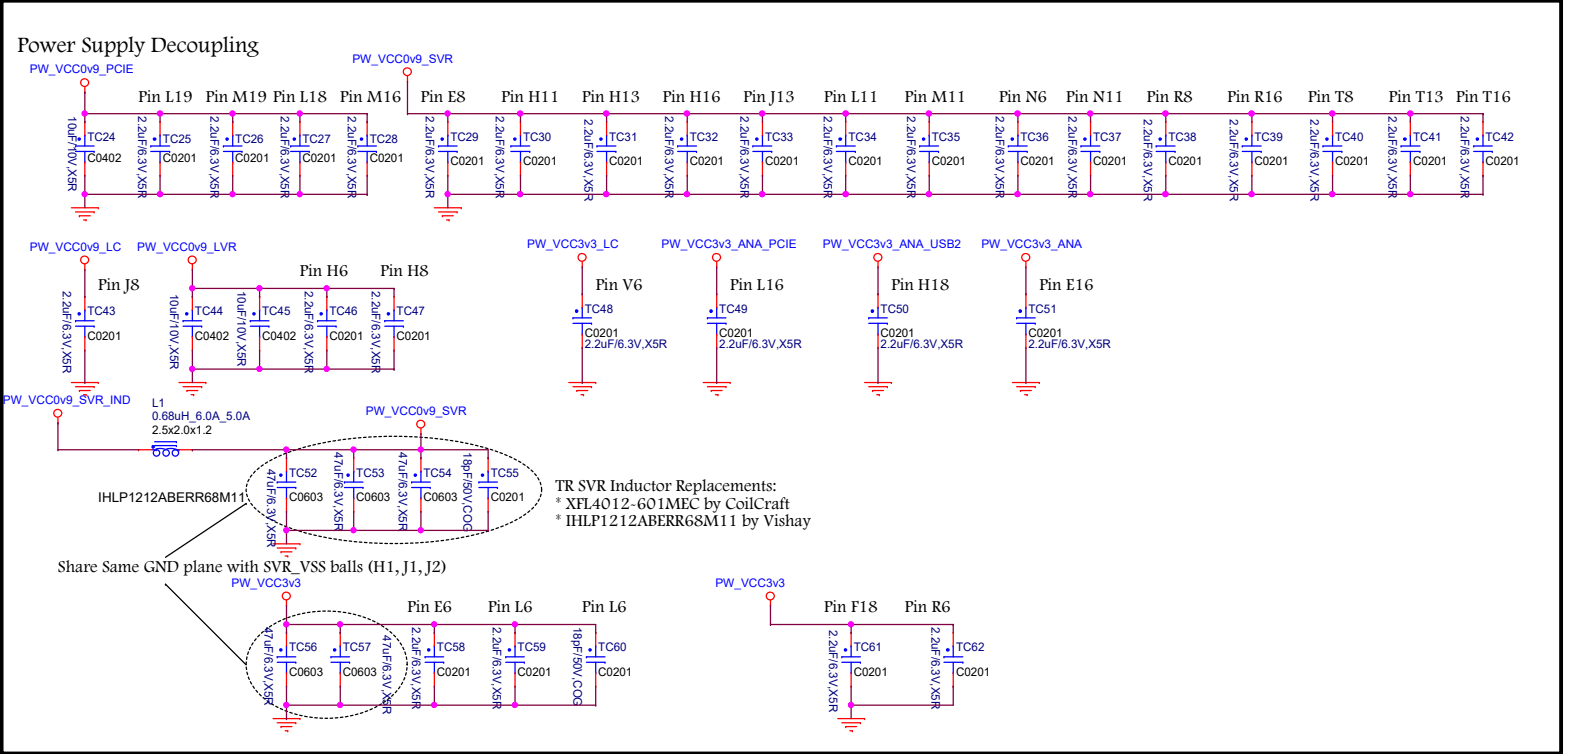 Power Supply Decoupling
PW_VCC0v9_PCIE
PW_VCC0v9_SVR
Pin L19 Pin M19 Pin L18 Pin M16 Pin E8 Pin H11 Pin H13 Pin H16 Pin J13 Pin L11 Pin M11 Pin N6 Pin N11 Pin R8 Pin R16 Pin T8 Pin T13 Pin T16
TC24 TC25 TC26 TC27 TC28 TC29 TC30 TC31 TC32 TC33 TC34 TC35 TC36 TC37 TC38 TC39 TC40 TC41 TC42
C0402 C0201 C0201 C0201 C0201 C0201 C0201 C0201 C0201 C0201 C0201 C0201 C0201 C0201 C0201 C0201 C0201 C0201 C0201
10uF/10V,X5R 2.2uF/6.3V,X5R 2.2uF/6.3V,X5R 2.2uF/6.3V,X5R 2.2uF/6.3V,X5R 2.2uF/6.3V,X5R 2.2uF/6.3V,X5R 2.2uF/6.3V,X5R 2.2uF/6.3V,X5R 2.2uF/6.3V,X5R 2.2uF/6.3V,X5R 2.2uF/6.3V,X5R 2.2uF/6.3V,X5R 2.2uF/6.3V,X5R 2.2uF/6.3V,X5R 2.2uF/6.3V,X5R 2.2uF/6.3V,X5R 2.2uF/6.3V,X5R 2.2uF/6.3V,X5R
PW_VCC0v9_LC PW_VCC0v9_LVR PW_VCC3v3_LC PW_VCC3v3_ANA_PCIE PW_VCC3v3_ANA_USB2 PW_VCC3v3_ANA
Pin J8 Pin H6 Pin H8 Pin V6 Pin L16 Pin H18 Pin E16
TC43 TC44 TC45 TC46 TC47 TC48 TC49 TC50 TC51
C0201 C0402 C0402 C0201 C0201 C0201 C0201 C0201 C0201
2.2uF/6.3V,X5R 10uF/10V,X5R 10uF/10V,X5R 2.2uF/6.3V,X5R 2.2uF/6.3V,X5R 2.2uF/6.3V,X5R 2.2uF/6.3V,X5R 2.2uF/6.3V,X5R 2.2uF/6.3V,X5R
PW_VCC0v9_SVR_IND
L1
0.68uH_6.0A_5.0A
2.5x2.0x1.2
PW_VCC0v9_SVR
TC52 TC53 TC54 TC55
C0603 C0603 C0603 C0201
47uF/6.3V,X5R 47uF/6.3V,X5R 47uF/6.3V,X5R 18pF/50V,COG
IHLP1212ABERR68M11
TR SVR Inductor Replacements:
* XFL4012-601MEC by CoilCraft
* IHLP1212ABERR68M11 by Vishay
Share Same GND plane with SVR_VSS balls (H1, J1, J2)
PW_VCC3v3 PW_VCC3v3
Pin E6 Pin L6 Pin L6 Pin F18 Pin R6
TC56 TC57 TC58 TC59 TC60 TC61 TC62
C0603 C0603 C0201 C0201 C0201 C0201 C0201
47uF/6.3V,X5R 47uF/6.3V,X5R 2.2uF/6.3V,X5R 2.2uF/6.3V,X5R 18pF/50V,COG 2.2uF/6.3V,X5R 2.2uF/6.3V,X5R